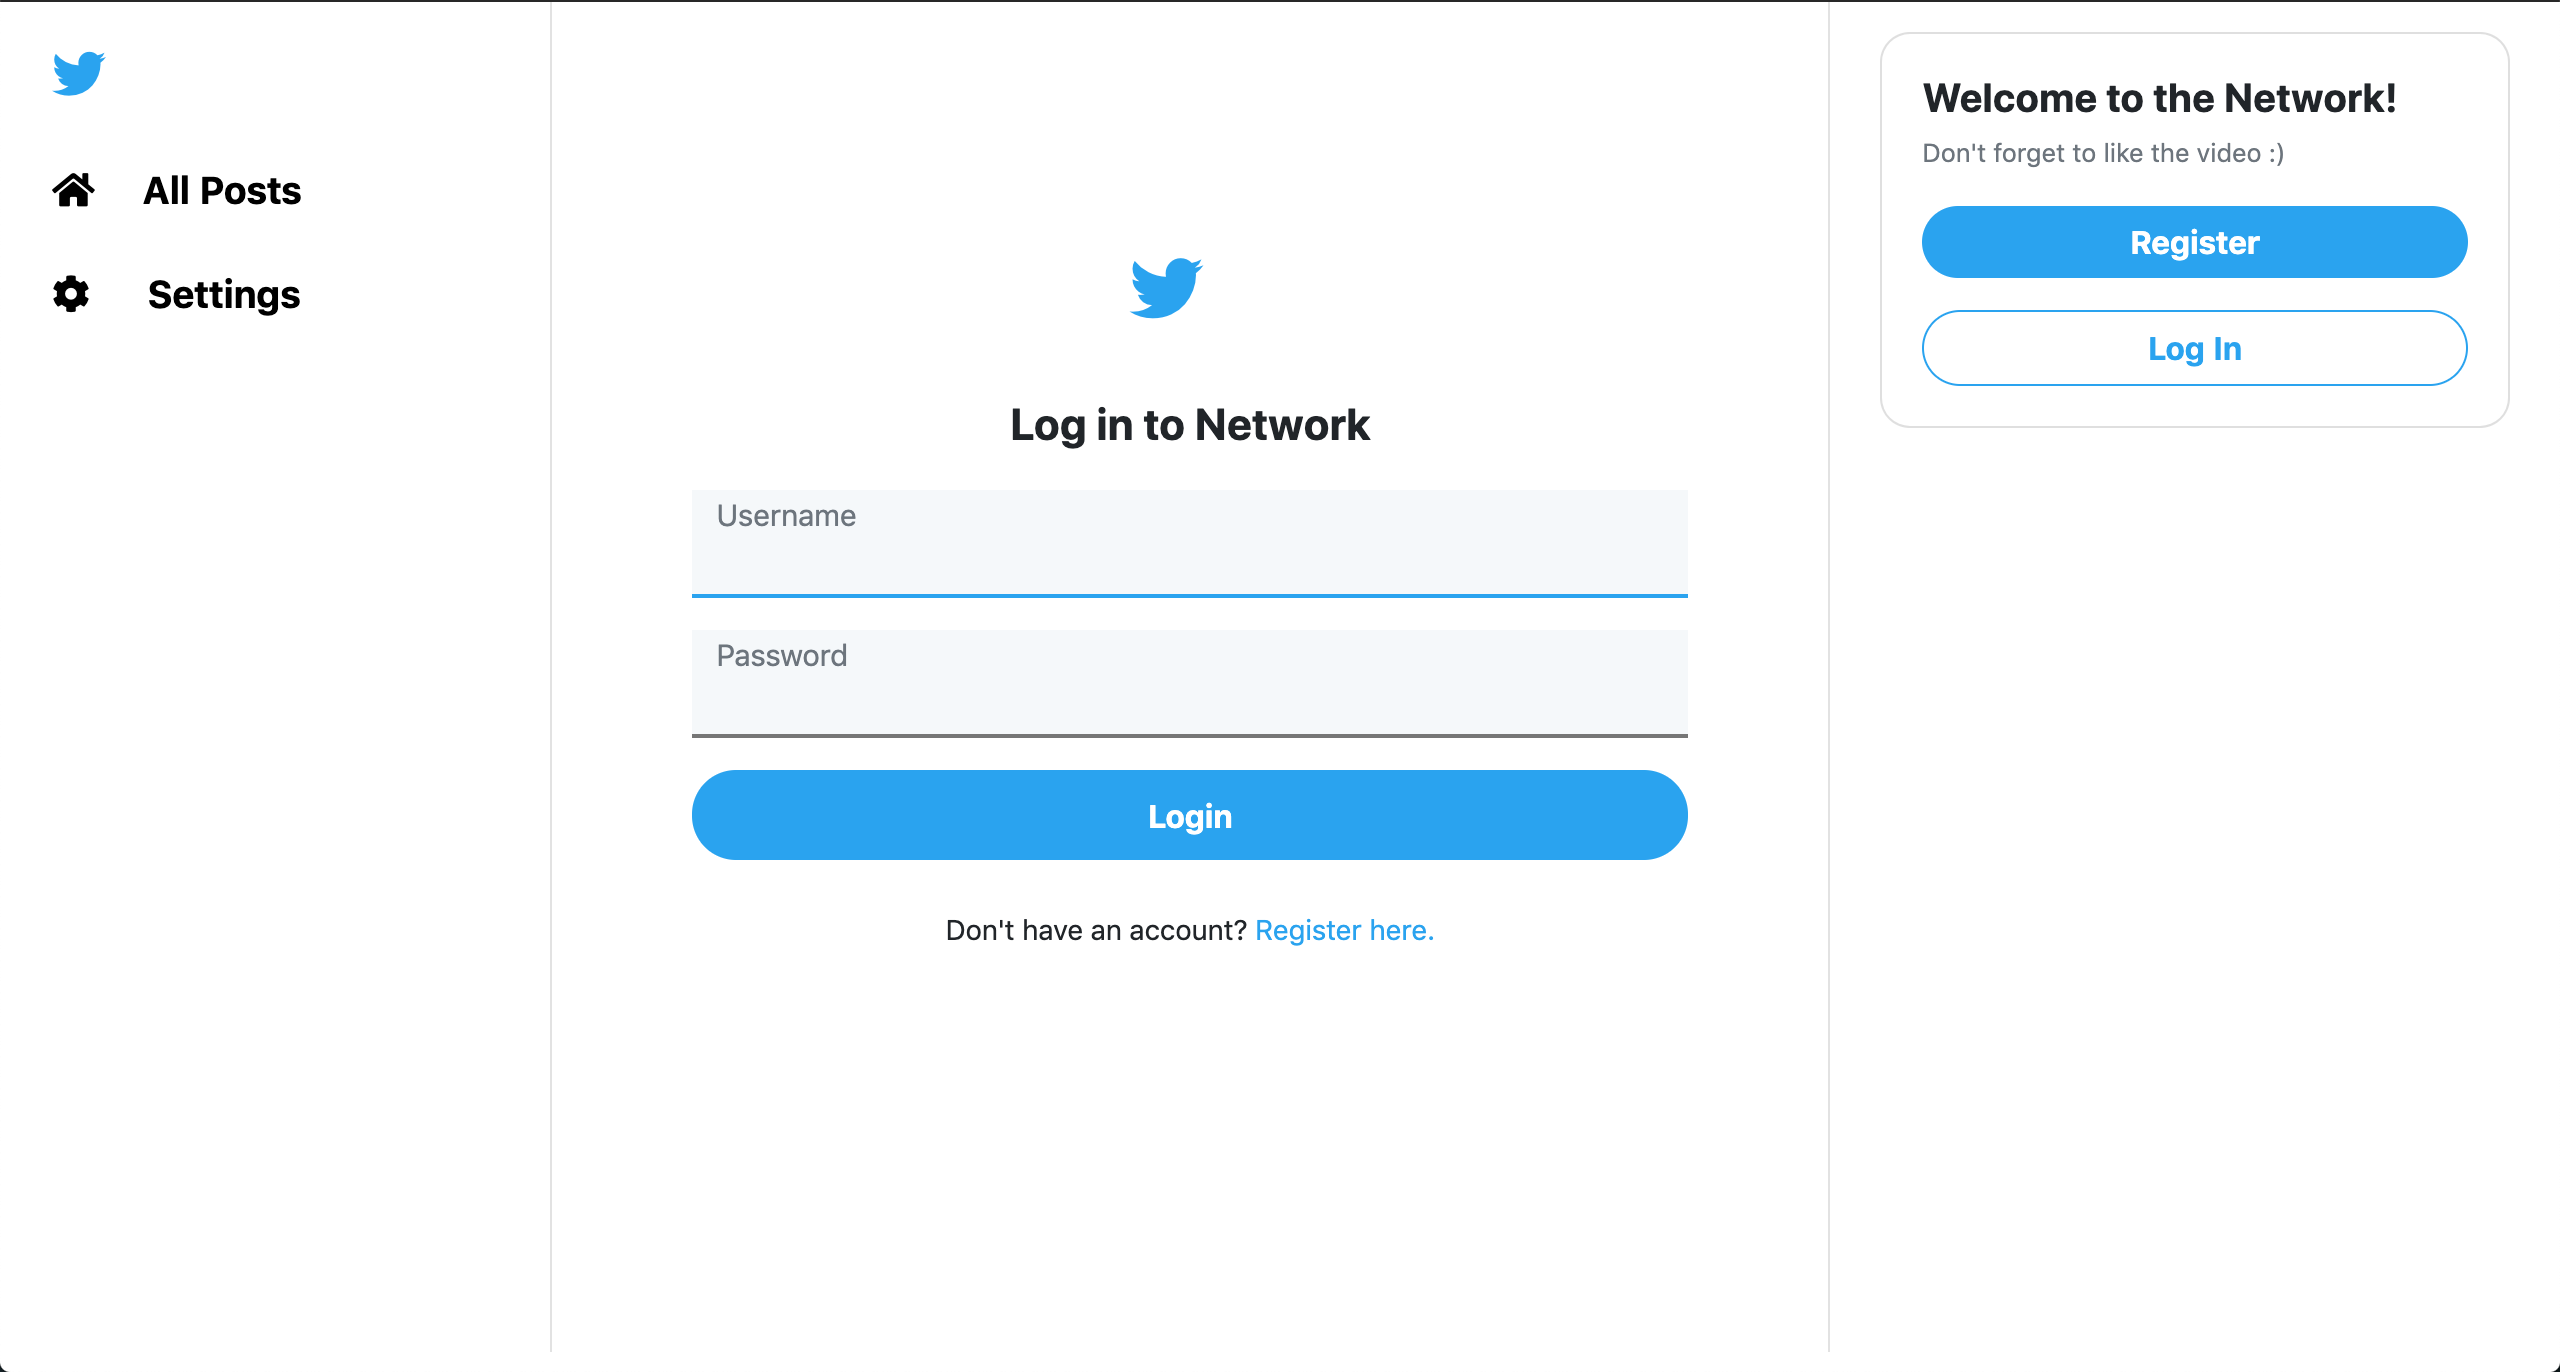 All Posts
Settings
Log in to Network
Username
Password
Login
Don't have an account? Register here.
Welcome to the Network!
Don't forget to like the video :)
Register
Log In